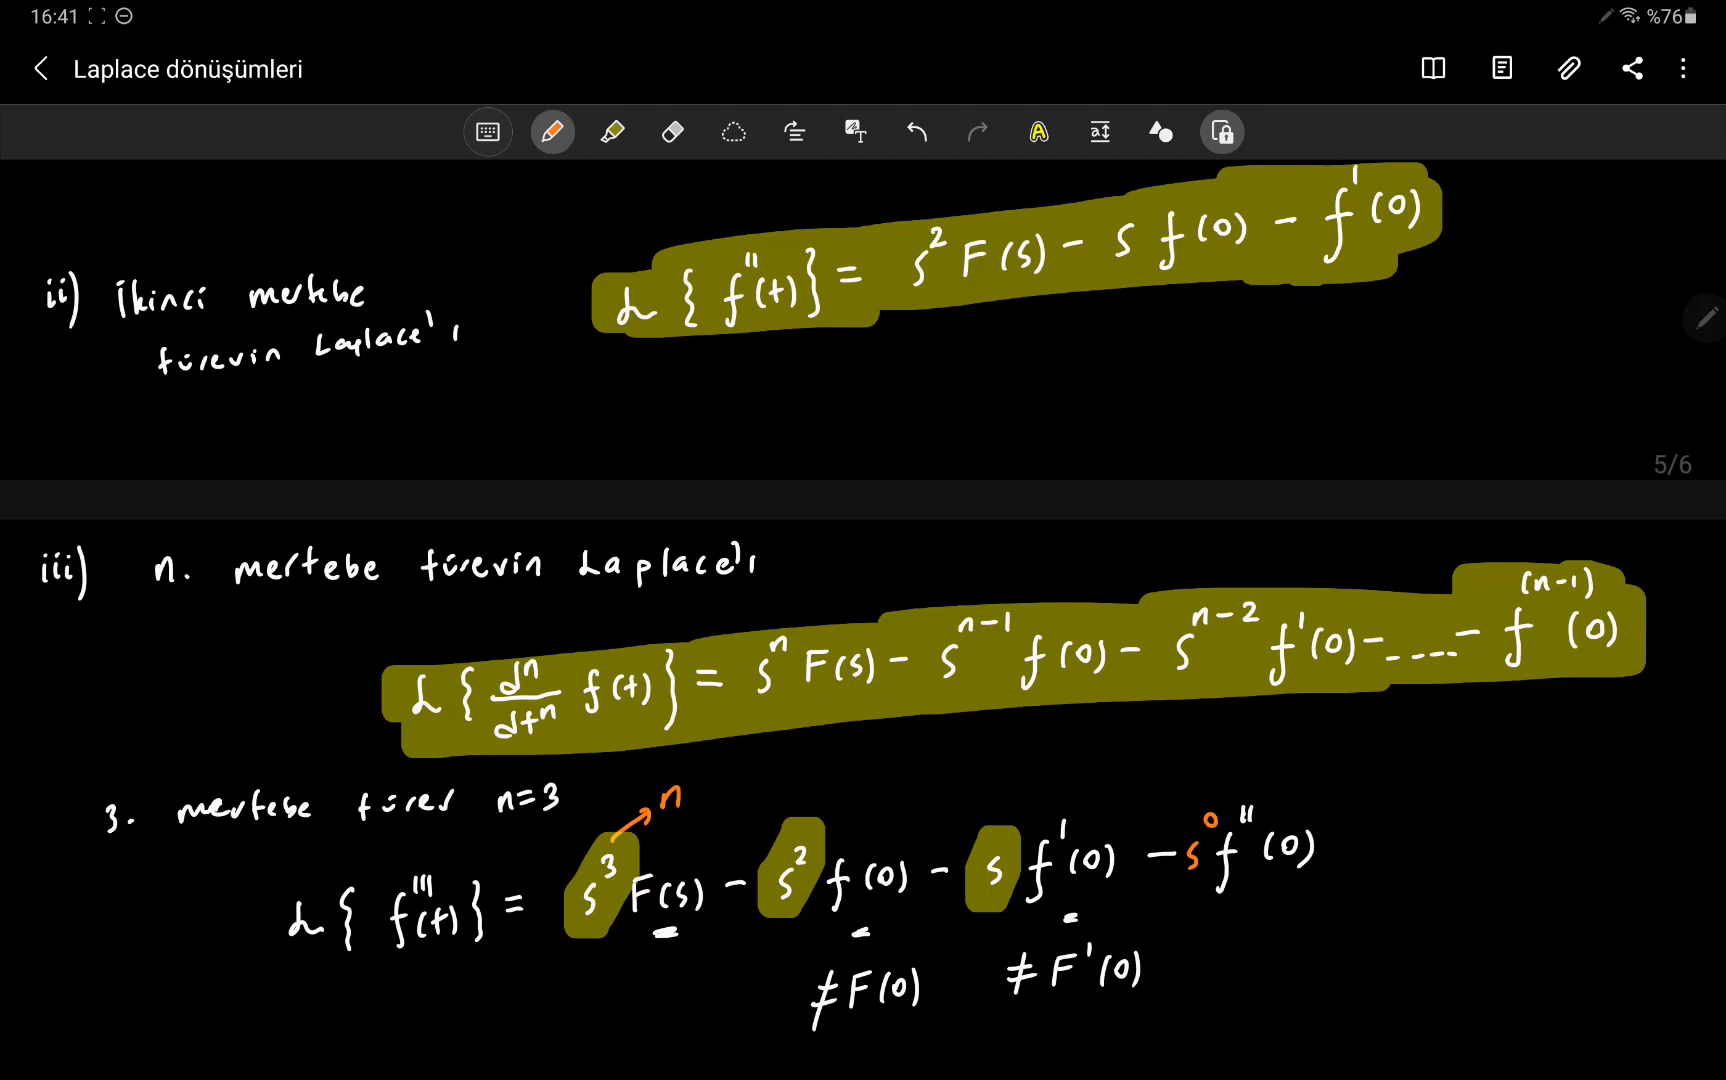 16:41 %76
Laplace dönüşümleri
ii) İkinci mertebe
türevin Laplace'ı
ℒ { f''(t) } = s² F(s) - s f(0) - f'(0)
5/6
iii) n. mertebe türevin Laplace'ı
ℒ { dⁿ/dtⁿ f(t) } = sⁿ F(s) - sⁿ⁻¹ f(0) - sⁿ⁻² f'(0) - .... - f⁽ⁿ⁻¹⁾(0)
3. mertebe türev n=3
n
ℒ { f'''(t) } = s³ F(s) - s² f(0) - s f'(0) - s⁰ f''(0)
≠ F(0) ≠ F'(0)